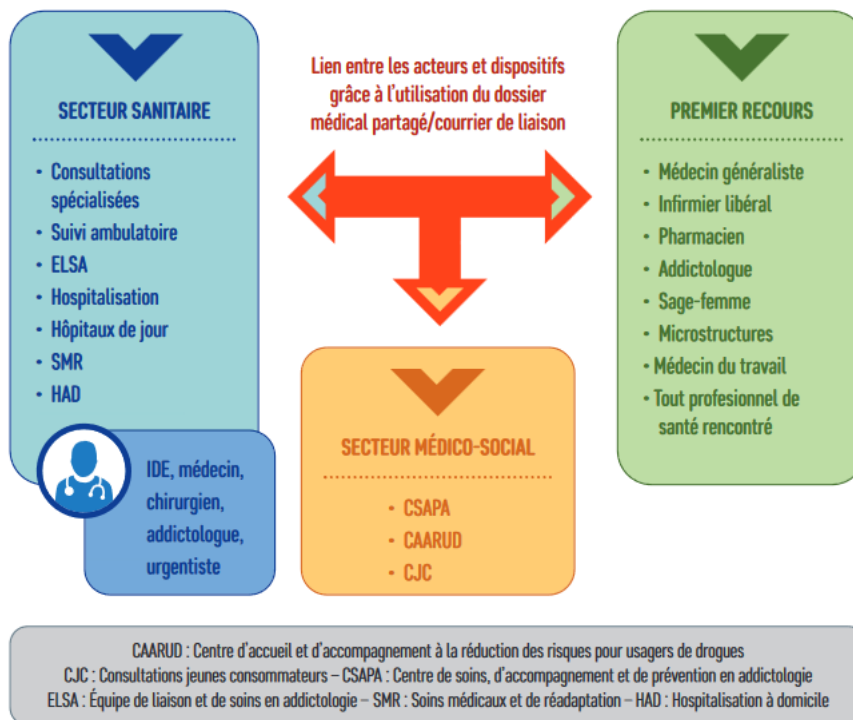 Lien entre les acteurs et dispositifs
grâce à l'utilisation du dossier
médical partagé/courrier de liaison
SECTEUR SANITAIRE
• Consultations
spécialisées
• Suivi ambulatoire
• ELSA
• Hospitalisation
• Hôpitaux de jour
• SMR
• HAD
IDE, médecin,
chirurgien,
addictologue,
urgentiste
SECTEUR MÉDICO-SOCIAL
• CSAPA
• CAARUD
• CJC
PREMIER RECOURS
• Médecin généraliste
• Infirmier libéral
• Pharmacien
• Addictologue
• Sage-femme
• Microstructures
• Médecin du travail
• Tout profesionnel de
santé rencontré
CAARUD : Centre d'accueil et d'accompagnement à la réduction des risques pour usagers de drogues
CJC : Consultations jeunes consommateurs – CSAPA : Centre de soins, d'accompagnement et de prévention en addictologie
ELSA : Équipe de liaison et de soins en addictologie – SMR : Soins médicaux et de réadaptation – HAD : Hospitalisation à domicile